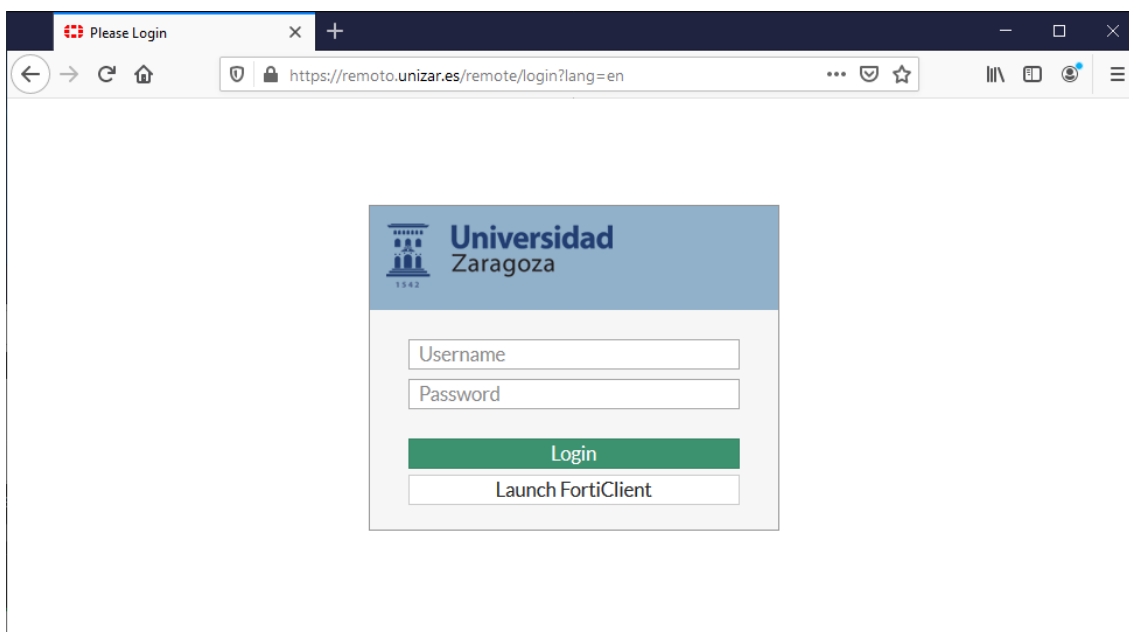 Please Login
https://remoto.unizar.es/remote/login?lang=en
Universidad
Zaragoza
1542
Username
Password
Login
Launch FortiClient